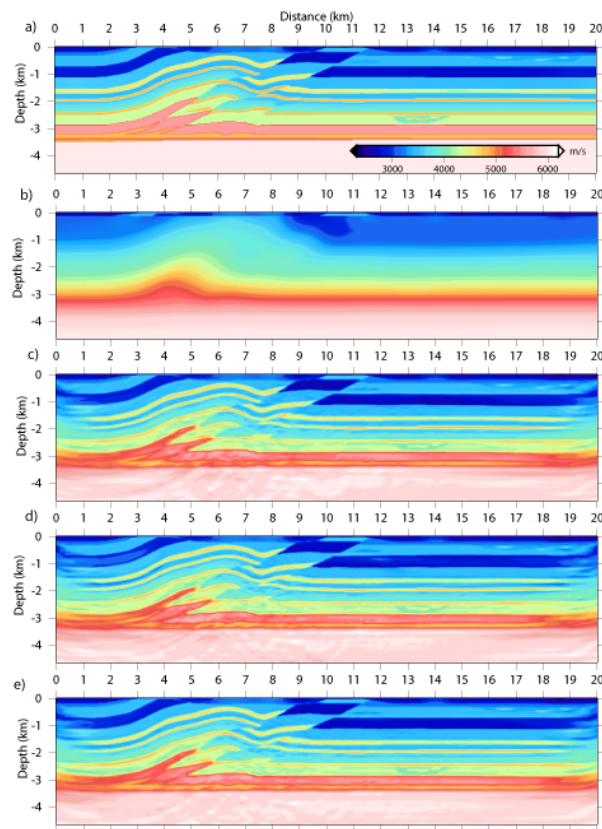 Distance (km)
a) 0 1 2 3 4 5 6 7 8 9 10 11 12 13 14 15 16 17 18 19 20
0
-1
-2
-3
-4
Depth (km)
3000 4000 5000 6000 m/s
b) 0 1 2 3 4 5 6 7 8 9 10 11 12 13 14 15 16 17 18 19 20
0
-1
-2
-3
-4
Depth (km)
c) 0 1 2 3 4 5 6 7 8 9 10 11 12 13 14 15 16 17 18 19 20
0
-1
-2
-3
-4
Depth (km)
d) 0 1 2 3 4 5 6 7 8 9 10 11 12 13 14 15 16 17 18 19 20
0
-1
-2
-3
-4
Depth (km)
e) 0 1 2 3 4 5 6 7 8 9 10 11 12 13 14 15 16 17 18 19 20
0
-1
-2
-3
-4
Depth (km)